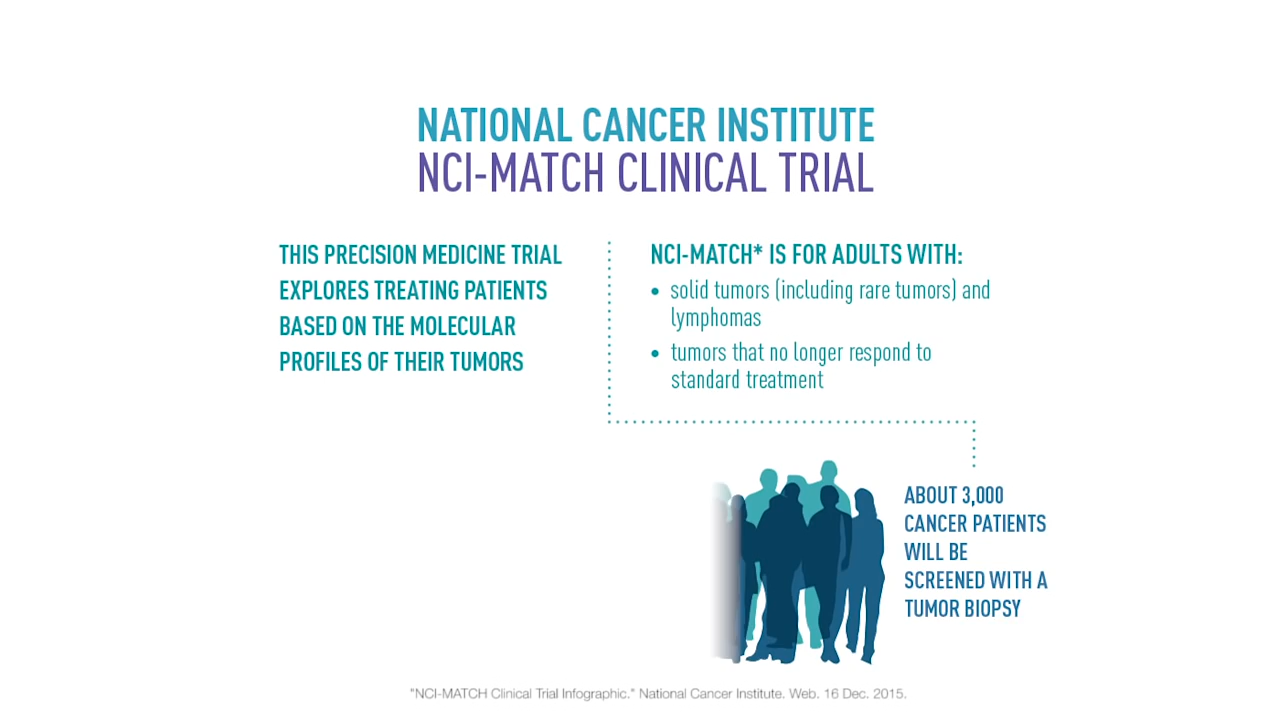 NATIONAL CANCER INSTITUTE
NCI-MATCH CLINICAL TRIAL
THIS PRECISION MEDICINE TRIAL
EXPLORES TREATING PATIENTS
BASED ON THE MOLECULAR
PROFILES OF THEIR TUMORS
NCI-MATCH* IS FOR ADULTS WITH:
• solid tumors (including rare tumors) and
lymphomas
• tumors that no longer respond to
standard treatment
ABOUT 3,000
CANCER PATIENTS
WILL BE
SCREENED WITH A
TUMOR BIOPSY
"NCI-MATCH Clinical Trial Infographic." National Cancer Institute. Web. 16 Dec. 2015.